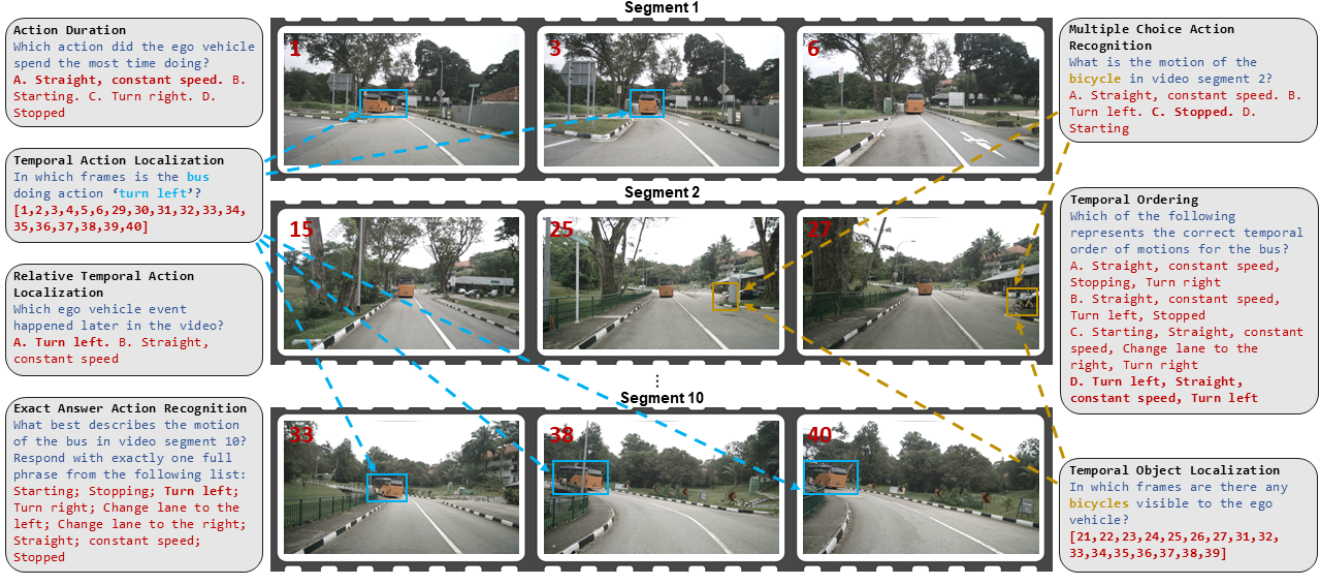 Segment 1
Action Duration
Which action did the ego vehicle
spend the most time doing?
A. Straight, constant speed. B.
Starting. C. Turn right. D.
Stopped
Temporal Action Localization
In which frames is the bus
doing action ‘turn left’?
[1,2,3,4,5,6,29,30,31,32,33,34,
35,36,37,38,39,40]
Relative Temporal Action
Localization
Which ego vehicle event
happened later in the video?
A. Turn left. B. Straight,
constant speed
Exact Answer Action Recognition
What best describes the motion
of the bus in video segment 10?
Respond with exactly one full
phrase from the following list:
Starting; Stopping; Turn left;
Turn right; Change lane to the
left; Change lane to the right;
Straight; constant speed;
Stopped
1
3
6
Segment 2
15
25
27
Segment 10
33
38
40
Multiple Choice Action
Recognition
What is the motion of the
bicycle in video segment 2?
A. Straight, constant speed. B.
Turn left. C. Stopped. D.
Starting
Temporal Ordering
Which of the following
represents the correct temporal
order of motions for the bus?
A. Straight, constant speed,
Stopping, Turn right
B. Straight, constant speed,
Turn left, Stopped
C. Starting, Straight, constant
speed, Change lane to the
right, Turn right
D. Turn left, Straight,
constant speed, Turn left
Temporal Object Localization
In which frames are there any
bicycles visible to the ego
vehicle?
[21,22,23,24,25,26,27,31,32,
33,34,35,36,37,38,39]